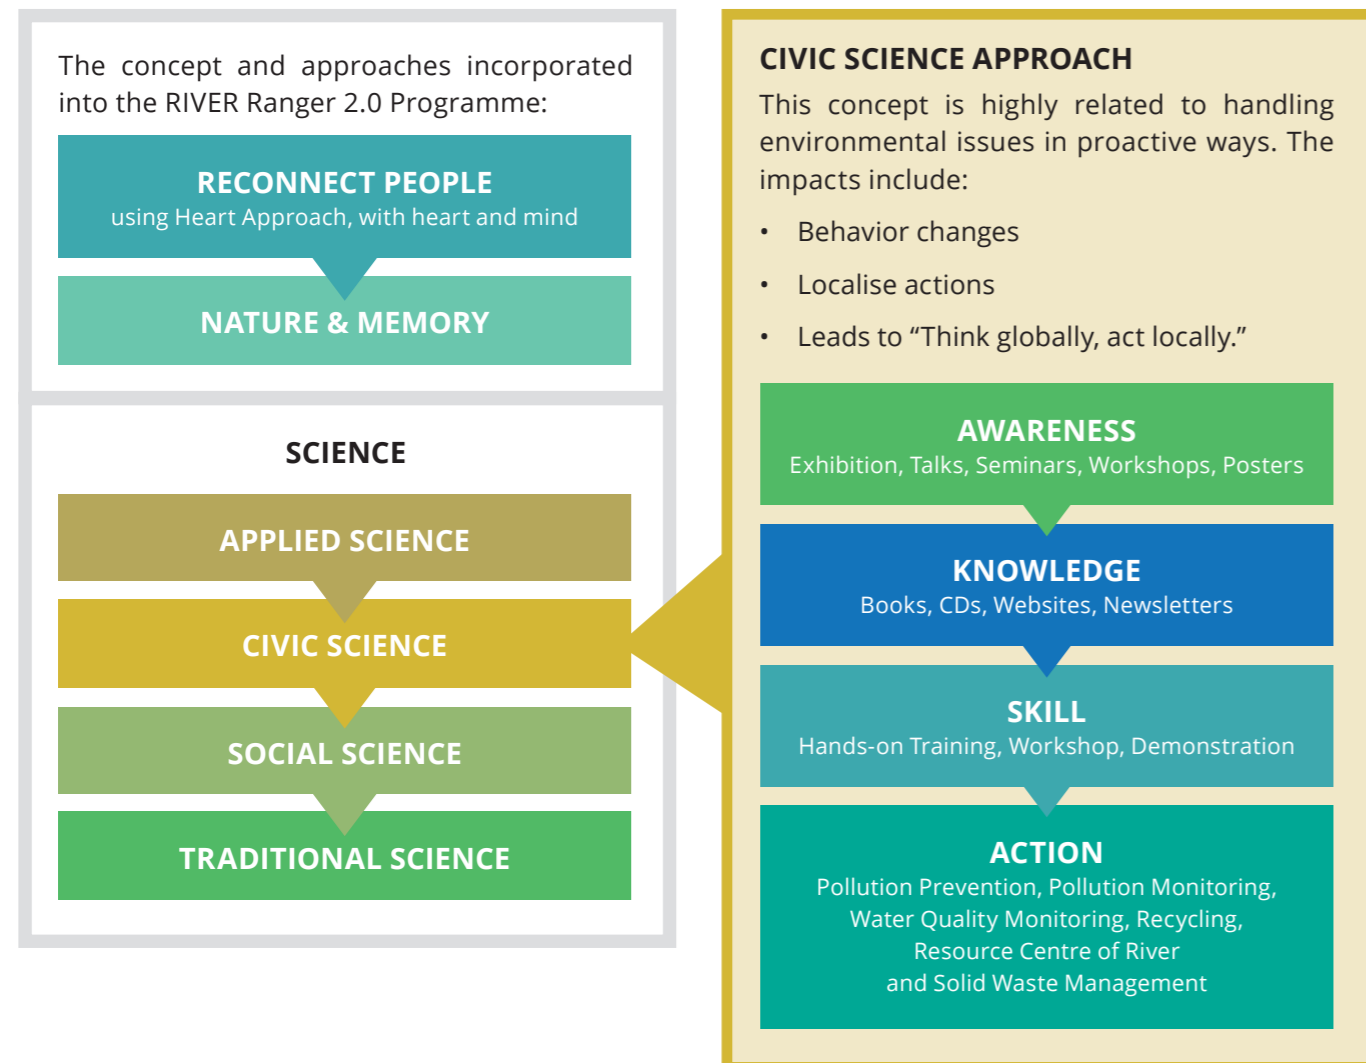 The concept and approaches incorporated
into the RIVER Ranger 2.0 Programme:
RECONNECT PEOPLE
using Heart Approach, with heart and mind
NATURE & MEMORY
SCIENCE
APPLIED SCIENCE
CIVIC SCIENCE
SOCIAL SCIENCE
TRADITIONAL SCIENCE
CIVIC SCIENCE APPROACH
This concept is highly related to handling
environmental issues in proactive ways. The
impacts include:
• Behavior changes
• Localise actions
• Leads to “Think globally, act locally.”
AWARENESS
Exhibition, Talks, Seminars, Workshops, Posters
KNOWLEDGE
Books, CDs, Websites, Newsletters
SKILL
Hands-on Training, Workshop, Demonstration
ACTION
Pollution Prevention, Pollution Monitoring,
Water Quality Monitoring, Recycling,
Resource Centre of River
and Solid Waste Management